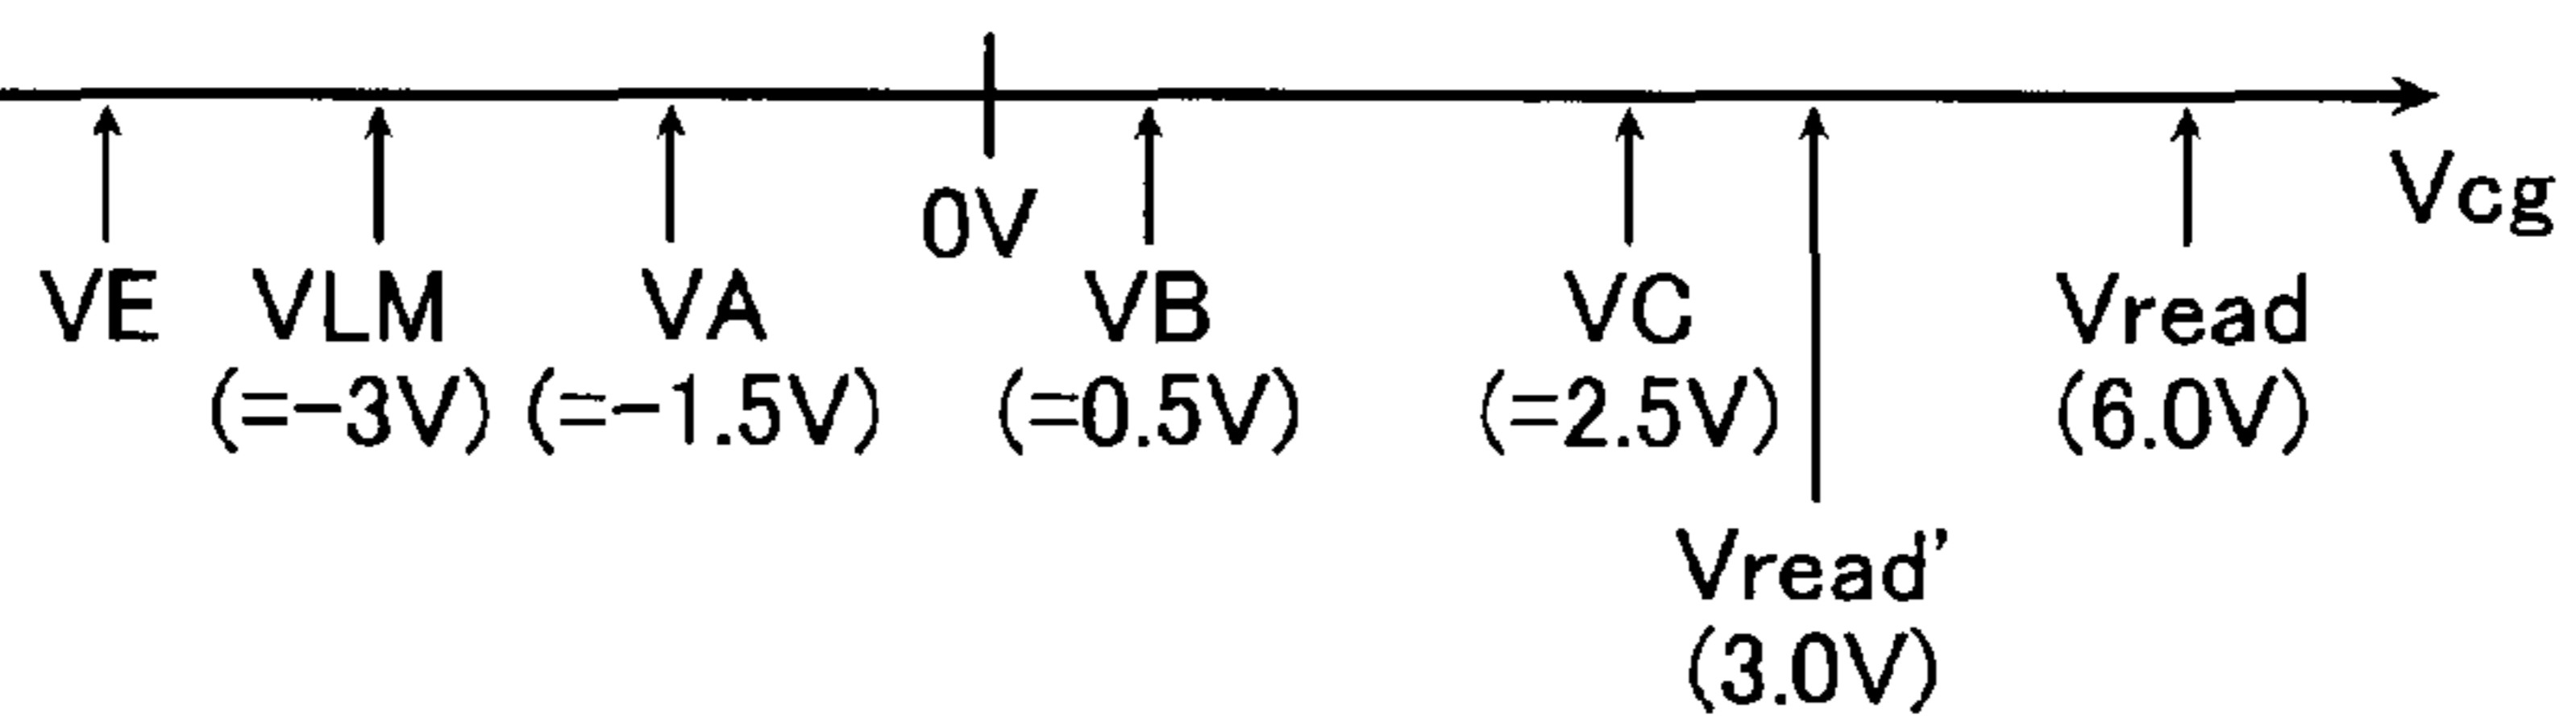 0V
Vcg
VE VLM VA VB VC Vread
(=-3V) (=-1.5V) (=0.5V) (=2.5V) (6.0V)
Vread'
(3.0V)